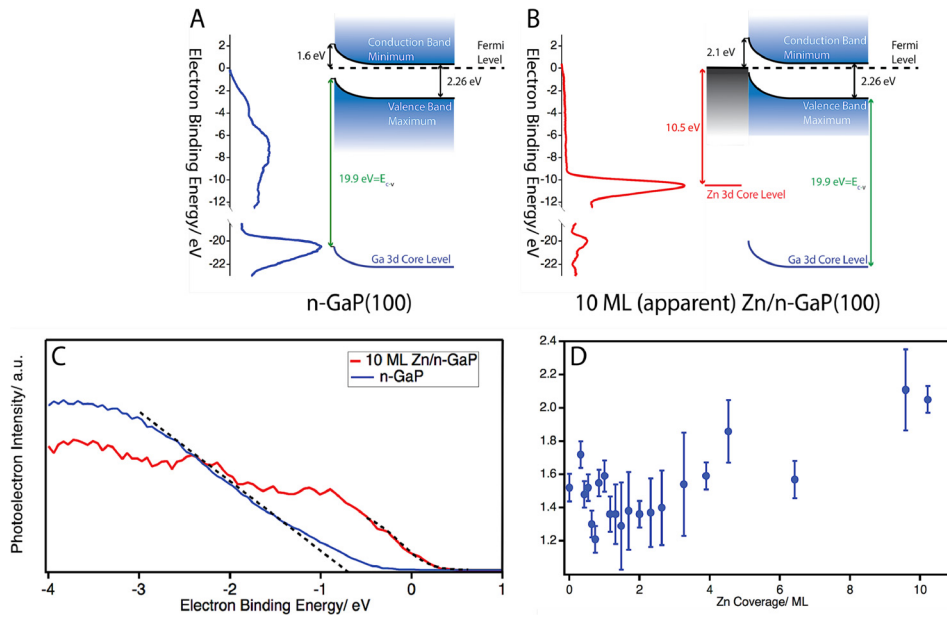 A
Electron Binding Energy/ eV
2
0
-2
-4
-6
-8
-10
-12
-20
-22
1.6 eV
Conduction Band
Minimum
Fermi
Level
2.26 eV
Valence Band
Maximum
19.9 eV=Ec-v
Ga 3d Core Level
n-GaP(100)
B
Electron Binding Energy/ eV
2
0
-2
-4
-6
-8
-10
-12
-20
-22
2.1 eV
Conduction Band
Minimum
Fermi
Level
2.26 eV
Valence Band
Maximum
10.5 eV
Zn 3d Core Level
19.9 eV=Ec-v
Ga 3d Core Level
10 ML (apparent) Zn/n-GaP(100)
C
Photoelectron Intensity/ a.u.
10 ML Zn/n-GaP
n-GaP
-4
-3
-2
-1
0
1
Electron Binding Energy/ eV
D
2.4
2.2
2.0
1.8
1.6
1.4
1.2
0
2
4
6
8
10
Zn Coverage/ ML